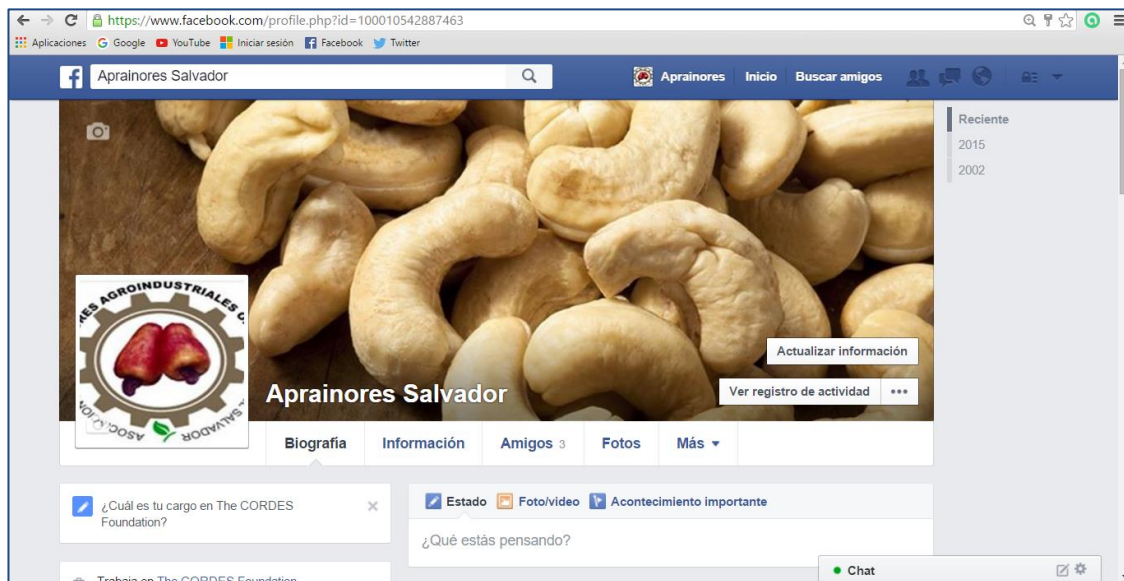 https://www.facebook.com/profile.php?id=100010542887463
Aplicaciones Google YouTube Iniciar sesión Facebook Twitter
Aprainores Salvador
Aprainores Inicio Buscar amigos
Reciente
2015
2002
AGROINDUSTRIALES
SALVADOR
ASOCIACION
Actualizar información
Ver registro de actividad
Aprainores Salvador
Biografía Información Amigos 3 Fotos Más
¿Cuál es tu cargo en The CORDES
Foundation?
Estado Foto/video Acontecimiento importante
¿Qué estás pensando?
Trabaja en The CORDES Foundation
Chat